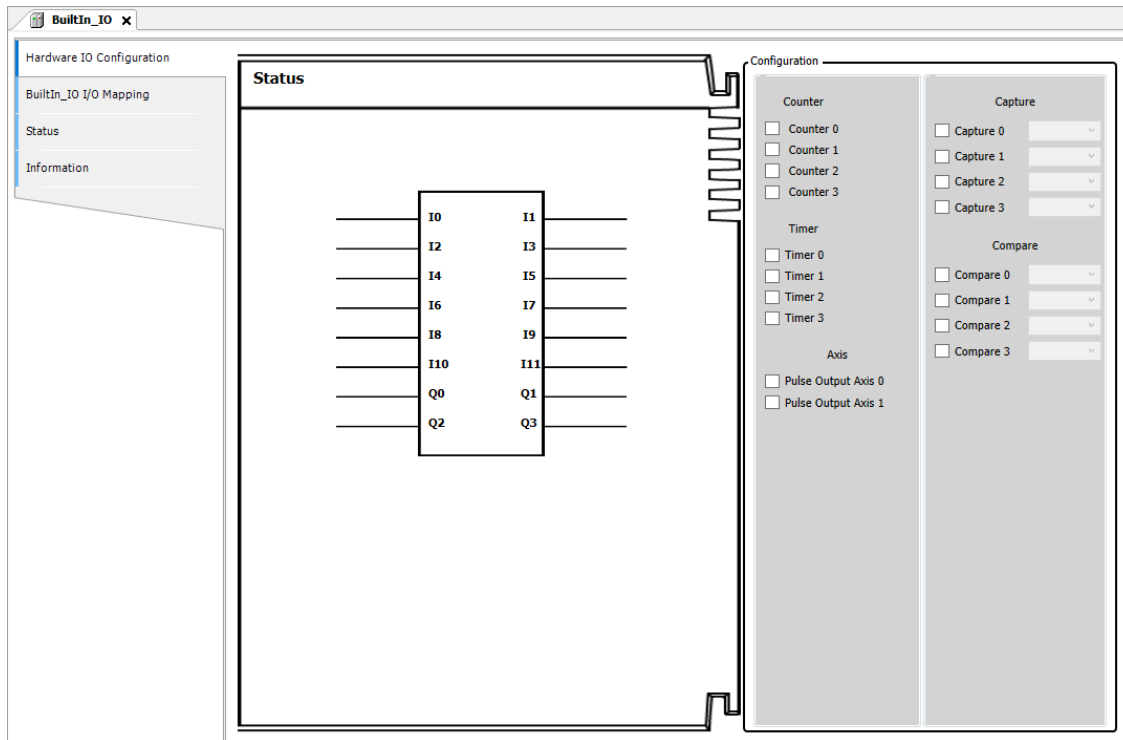 BuiltIn_IO
Hardware IO Configuration
BuiltIn_IO I/O Mapping
Status
Information
Status
I0 I1
I2 I3
I4 I5
I6 I7
I8 I9
I10 I11
Q0 Q1
Q2 Q3
Configuration
Counter
Counter 0
Counter 1
Counter 2
Counter 3
Timer
Timer 0
Timer 1
Timer 2
Timer 3
Axis
Pulse Output Axis 0
Pulse Output Axis 1
Capture
Capture 0
Capture 1
Capture 2
Capture 3
Compare
Compare 0
Compare 1
Compare 2
Compare 3